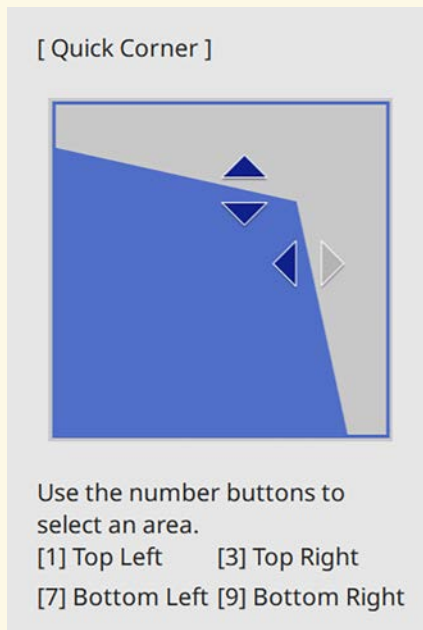 [ Quick Corner ]
Use the number buttons to
select an area.
[1] Top Left [3] Top Right
[7] Bottom Left [9] Bottom Right